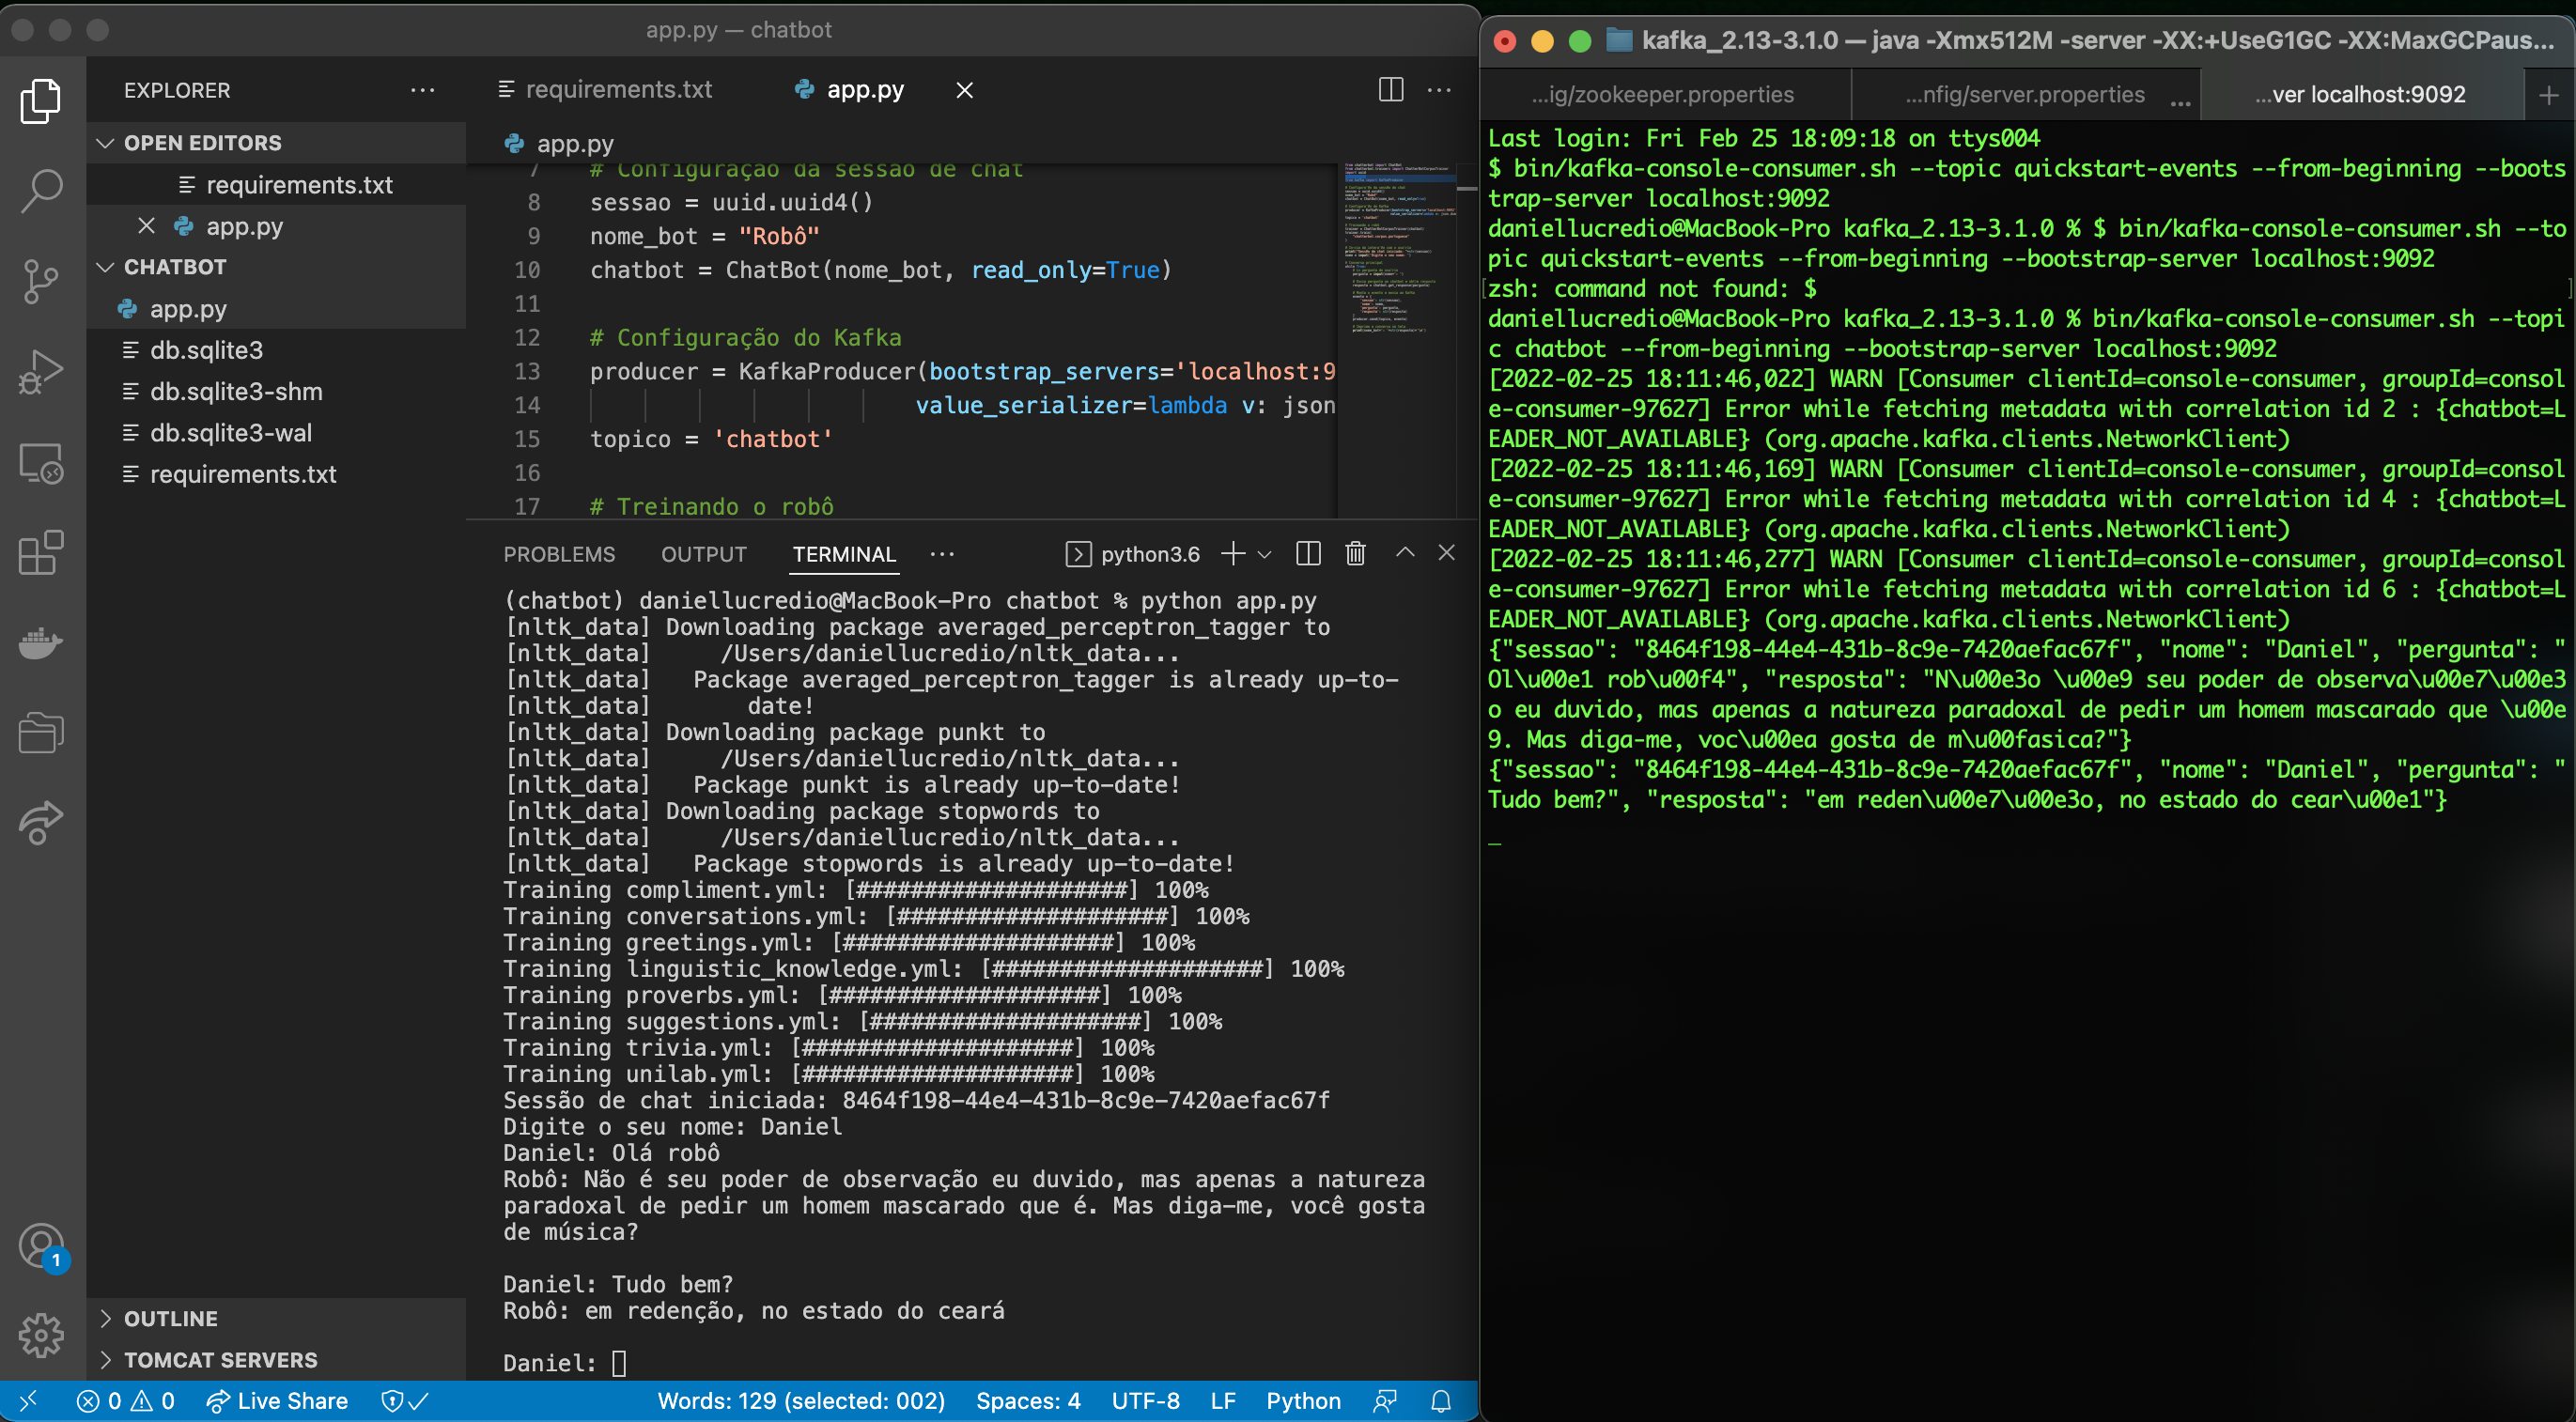 app.py — chatbot
EXPLORER
OPEN EDITORS
requirements.txt
app.py
CHATBOT
app.py
db.sqlite3
db.sqlite3-shm
db.sqlite3-wal
requirements.txt
OUTLINE
TOMCAT SERVERS
1
requirements.txt
app.py
app.py
7 # Configuração da sessão de chat
8 sessao = uuid.uuid4()
9 nome_bot = "Robô"
10 chatbot = ChatBot(nome_bot, read_only=True)
11
12 # Configuração do Kafka
13 producer = KafkaProducer(bootstrap_servers='localhost:9
14 value_serializer=lambda v: json
15 topico = 'chatbot'
16
17 # Treinando o robô
PROBLEMS OUTPUT TERMINAL ··· python3.6
(chatbot) daniellucredio@MacBook-Pro chatbot % python app.py
[nltk_data] Downloading package averaged_perceptron_tagger to
[nltk_data]     /Users/daniellucredio/nltk_data...
[nltk_data]   Package averaged_perceptron_tagger is already up-to-
[nltk_data]       date!
[nltk_data] Downloading package punkt to
[nltk_data]     /Users/daniellucredio/nltk_data...
[nltk_data]   Package punkt is already up-to-date!
[nltk_data] Downloading package stopwords to
[nltk_data]     /Users/daniellucredio/nltk_data...
[nltk_data]   Package stopwords is already up-to-date!
Training compliment.yml: [####################] 100%
Training conversations.yml: [####################] 100%
Training greetings.yml: [####################] 100%
Training linguistic_knowledge.yml: [####################] 100%
Training proverbs.yml: [####################] 100%
Training suggestions.yml: [####################] 100%
Training trivia.yml: [####################] 100%
Training unilab.yml: [####################] 100%
Sessão de chat iniciada: 8464f198-44e4-431b-8c9e-7420aefac67f
Digite o seu nome: Daniel
Daniel: Olá robô
Robô: Não é seu poder de observação eu duvido, mas apenas a natureza
paradoxal de pedir um homem mascarado que é. Mas diga-me, você gosta
de música?
Daniel: Tudo bem?
Robô: em redenção, no estado do ceará
Daniel:
0 0 Live Share Words: 129 (selected: 002) Spaces: 4 UTF-8 LF Python
kafka_2.13-3.1.0 — java -Xmx512M -server -XX:+UseG1GC -XX:MaxGCPaus...
...ig/zookeeper.properties ...nfig/server.properties ... ...ver localhost:9092 +
Last login: Fri Feb 25 18:09:18 on ttys004
$ bin/kafka-console-consumer.sh --topic quickstart-events --from-beginning --boots
trap-server localhost:9092
daniellucredio@MacBook-Pro kafka_2.13-3.1.0 % $ bin/kafka-console-consumer.sh --to
pic quickstart-events --from-beginning --bootstrap-server localhost:9092
zsh: command not found: $
daniellucredio@MacBook-Pro kafka_2.13-3.1.0 % bin/kafka-console-consumer.sh --topi
c chatbot --from-beginning --bootstrap-server localhost:9092
[2022-02-25 18:11:46,022] WARN [Consumer clientId=console-consumer, groupId=consol
e-consumer-97627] Error while fetching metadata with correlation id 2 : {chatbot=L
EADER_NOT_AVAILABLE} (org.apache.kafka.clients.NetworkClient)
[2022-02-25 18:11:46,169] WARN [Consumer clientId=console-consumer, groupId=consol
e-consumer-97627] Error while fetching metadata with correlation id 4 : {chatbot=L
EADER_NOT_AVAILABLE} (org.apache.kafka.clients.NetworkClient)
[2022-02-25 18:11:46,277] WARN [Consumer clientId=console-consumer, groupId=consol
e-consumer-97627] Error while fetching metadata with correlation id 6 : {chatbot=L
EADER_NOT_AVAILABLE} (org.apache.kafka.clients.NetworkClient)
{"sessao": "8464f198-44e4-431b-8c9e-7420aefac67f", "nome": "Daniel", "pergunta": "
Ol\u00e1 rob\u00f4", "resposta": "N\u00e3o \u00e9 seu poder de observa\u00e7\u00e3
o eu duvido, mas apenas a natureza paradoxal de pedir um homem mascarado que \u00e
9. Mas diga-me, voc\u00ea gosta de m\u00fasica?"}
{"sessao": "8464f198-44e4-431b-8c9e-7420aefac67f", "nome": "Daniel", "pergunta": "
Tudo bem?", "resposta": "em reden\u00e7\u00e3o, no estado do cear\u00e1"}